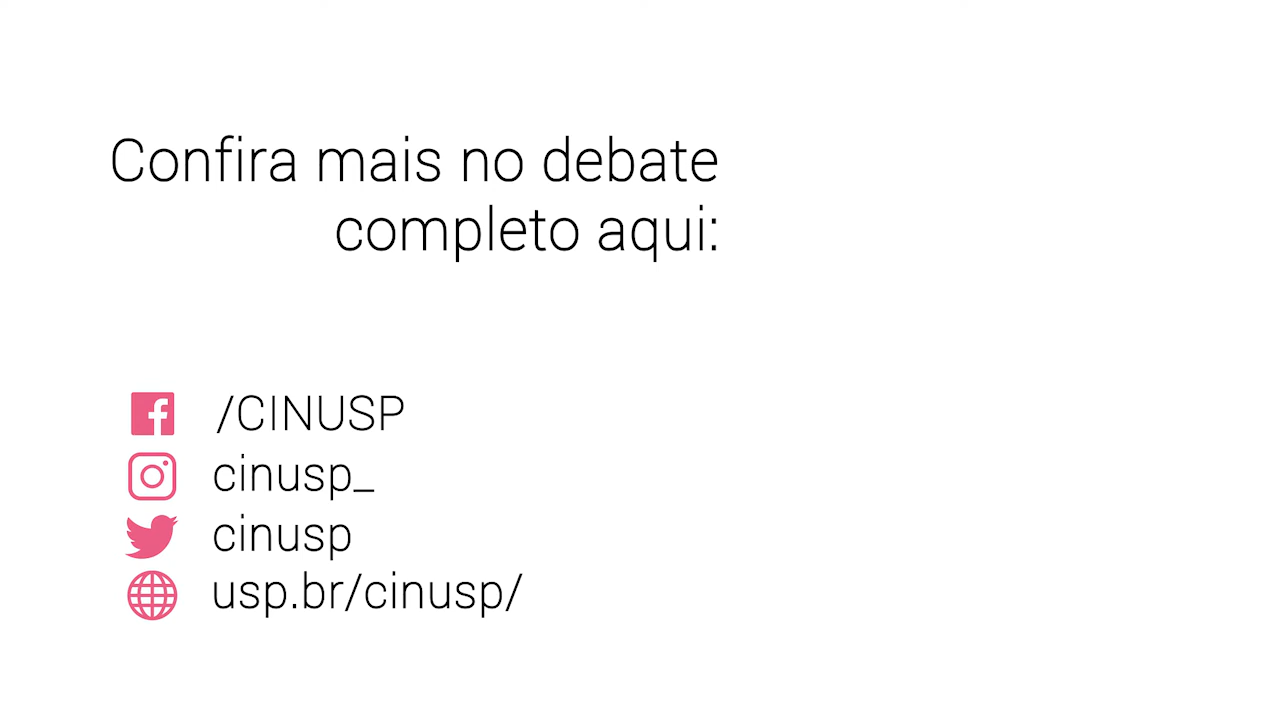 Confira mais no debate
completo aqui:
/CINUSP
cinusp_
cinusp
usp.br/cinusp/